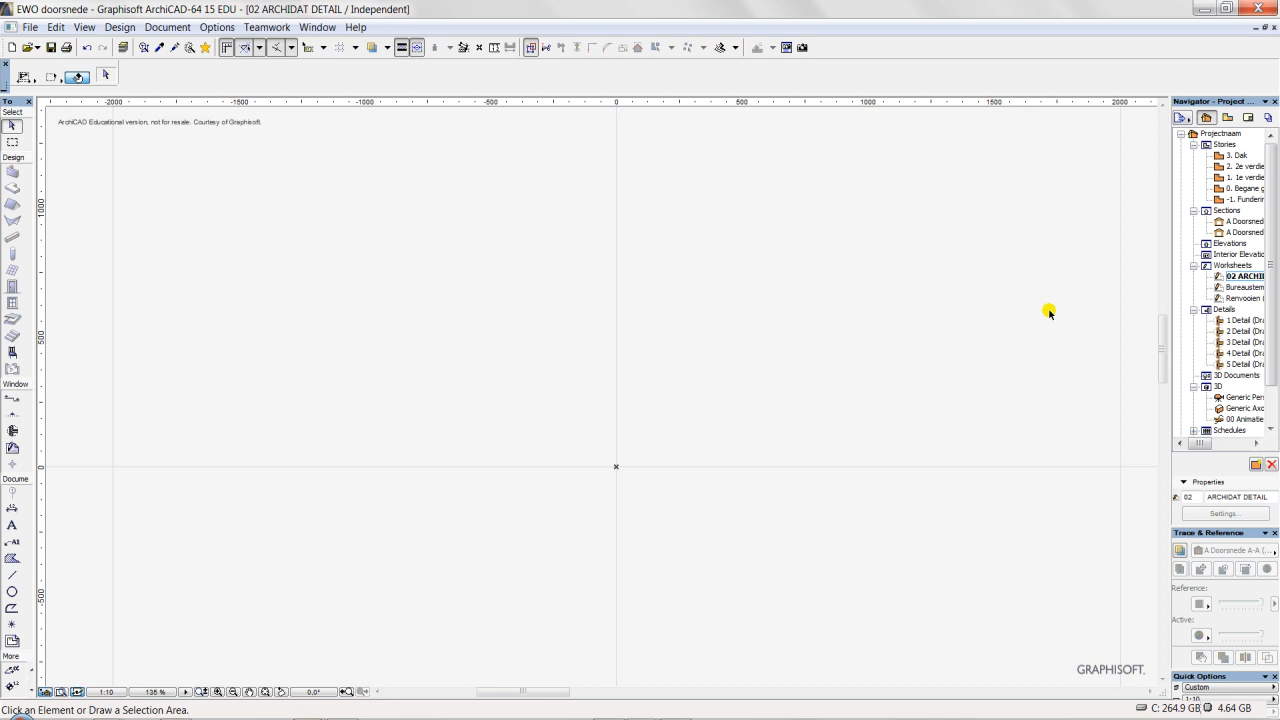 EWO doorsnede - Graphisoft ArchiCAD-64 15 EDU - [02 ARCHIDAT DETAIL / Independent]
File Edit View Design Document Options Teamwork Window Help
To
Select
Design
Window
Docume
More
-2000 -1500 -1000 -500 0 500 1000 1500 2000
1000
500
0
-500
ArchiCAD Educational version, not for resale. Courtesy of Graphisoft.
GRAPHISOFT.
Navigator - Project ...
Projectnaam
Stories
3. Dak
2. 2e verdie
1. 1e verdie
0. Begane g
-1. Funderin
Sections
A Doorsned
A Doorsned
Elevations
Interior Elevatio
Worksheets
02 ARCHII
Bureaustem
Renvooien (
Details
1 Detail (Dra
2 Detail (Dra
3 Detail (Dra
4 Detail (Dra
5 Detail (Dra
3D Documents
3D
Generic Per
Generic Axo
00 Animatie
Schedules
Properties
02 ARCHIDAT DETAIL
Settings...
Trace & Reference
A Doorsnede A-A (...
Reference:
Active:
Quick Options
Custom
1:10
1:10 135 % 0.0°
Click an Element or Draw a Selection Area.
C: 264.9 GB 4.64 GB